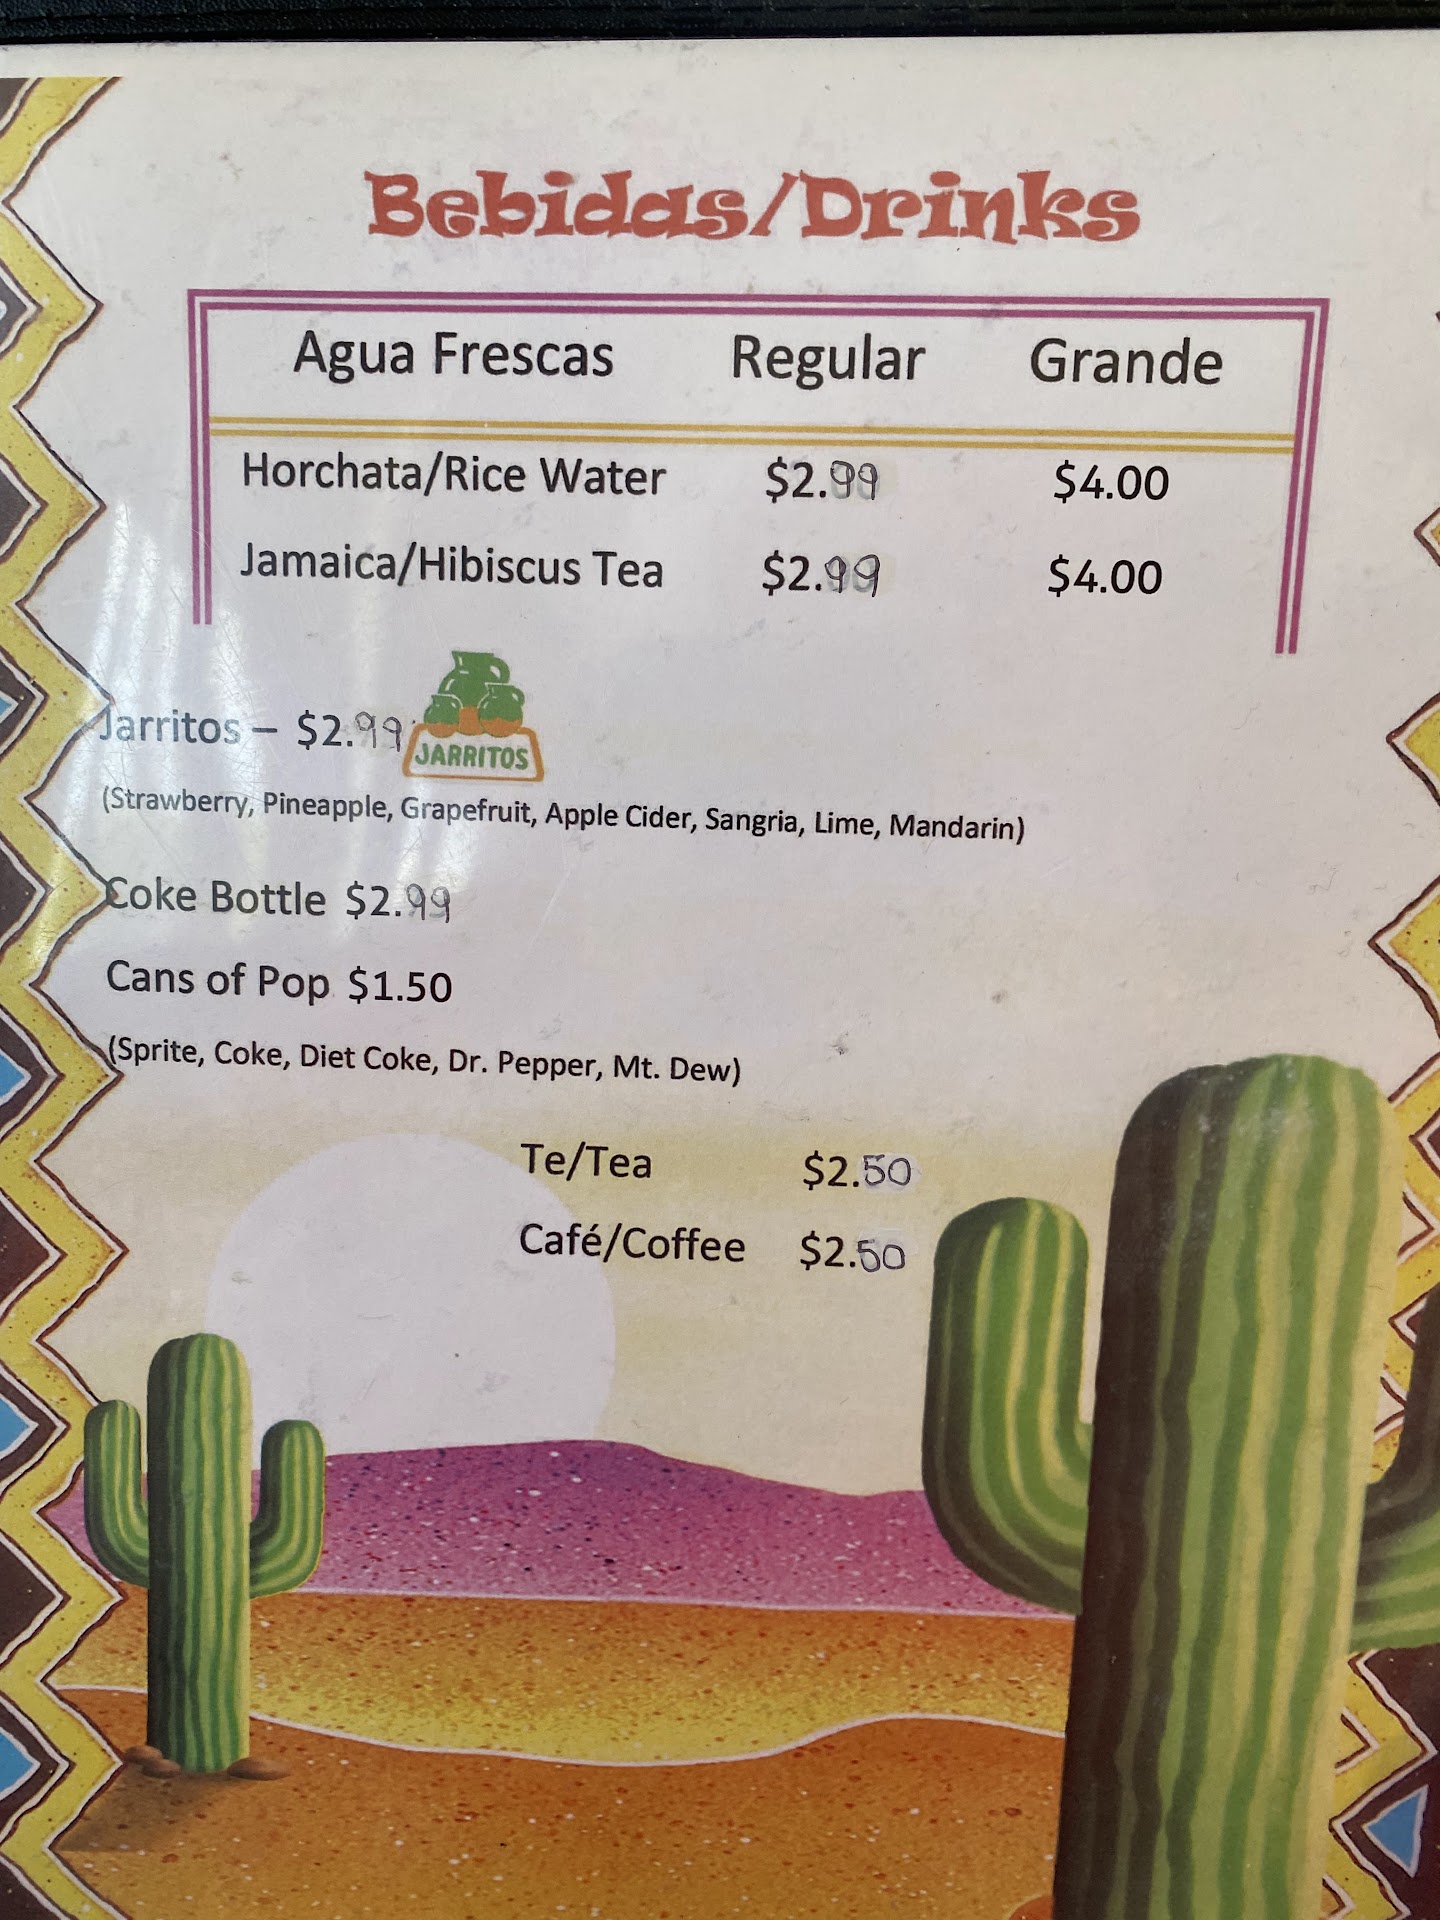 Bebidas/Drinks
Agua Frescas Regular Grande
Horchata/Rice Water $2.99 $4.00
Jamaica/Hibiscus Tea $2.99 $4.00
Jarritos – $2.99
JARRITOS
(Strawberry, Pineapple, Grapefruit, Apple Cider, Sangria, Lime, Mandarin)
Coke Bottle $2.99
Cans of Pop $1.50
(Sprite, Coke, Diet Coke, Dr. Pepper, Mt. Dew)
Te/Tea $2.50
Café/Coffee $2.50